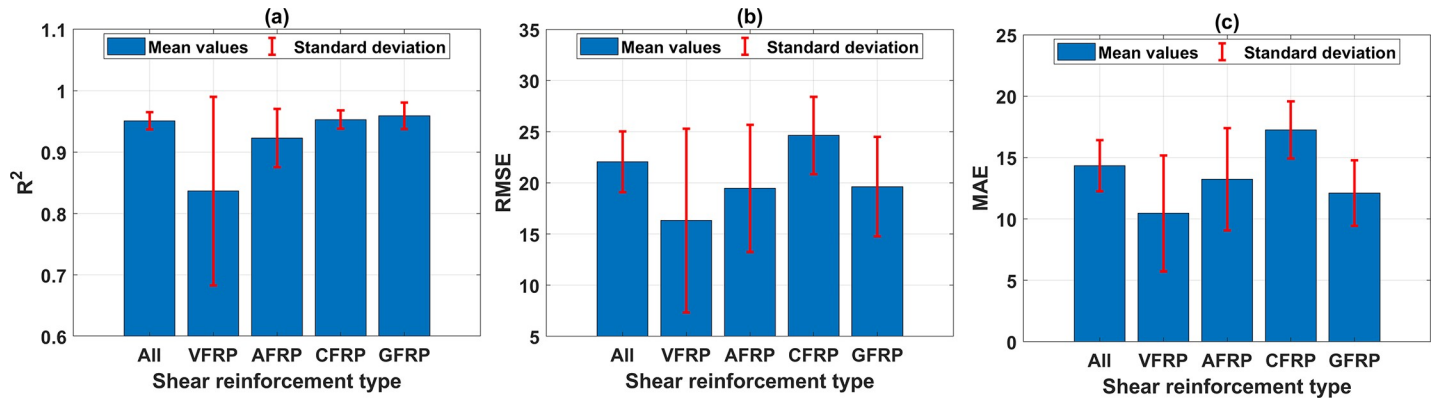 (a)
Mean values Standard deviation
1.1
1
0.9
0.8
0.7
0.6
R2
All VFRP AFRP CFRP GFRP
Shear reinforcement type
(b)
Mean values Standard deviation
35
30
25
20
15
10
5
RMSE
All VFRP AFRP CFRP GFRP
Shear reinforcement type
(c)
Mean values Standard deviation
25
20
15
10
5
0
MAE
All VFRP AFRP CFRP GFRP
Shear reinforcement type